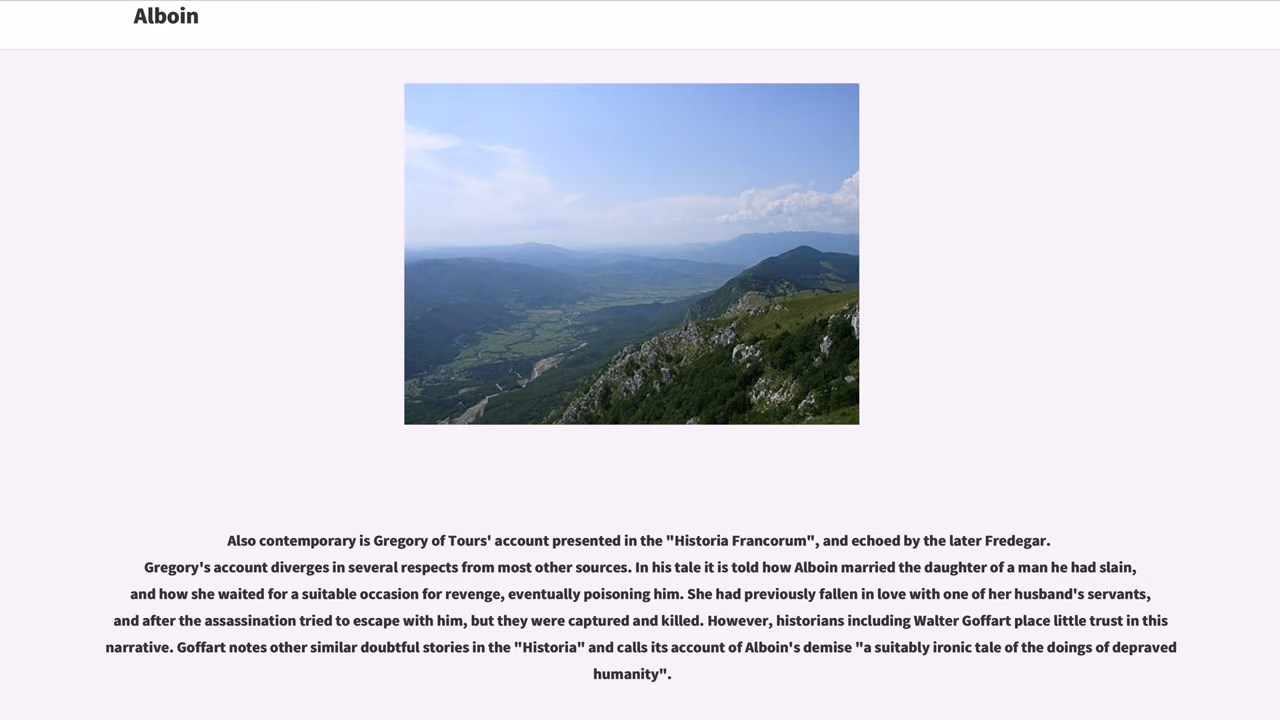 Alboin
Also contemporary is Gregory of Tours' account presented in the "Historia Francorum", and echoed by the later Fredegar.
Gregory's account diverges in several respects from most other sources. In his tale it is told how Alboin married the daughter of a man he had slain,
and how she waited for a suitable occasion for revenge, eventually poisoning him. She had previously fallen in love with one of her husband's servants,
and after the assassination tried to escape with him, but they were captured and killed. However, historians including Walter Goffart place little trust in this
narrative. Goffart notes other similar doubtful stories in the "Historia" and calls its account of Alboin's demise "a suitably ironic tale of the doings of depraved
humanity".